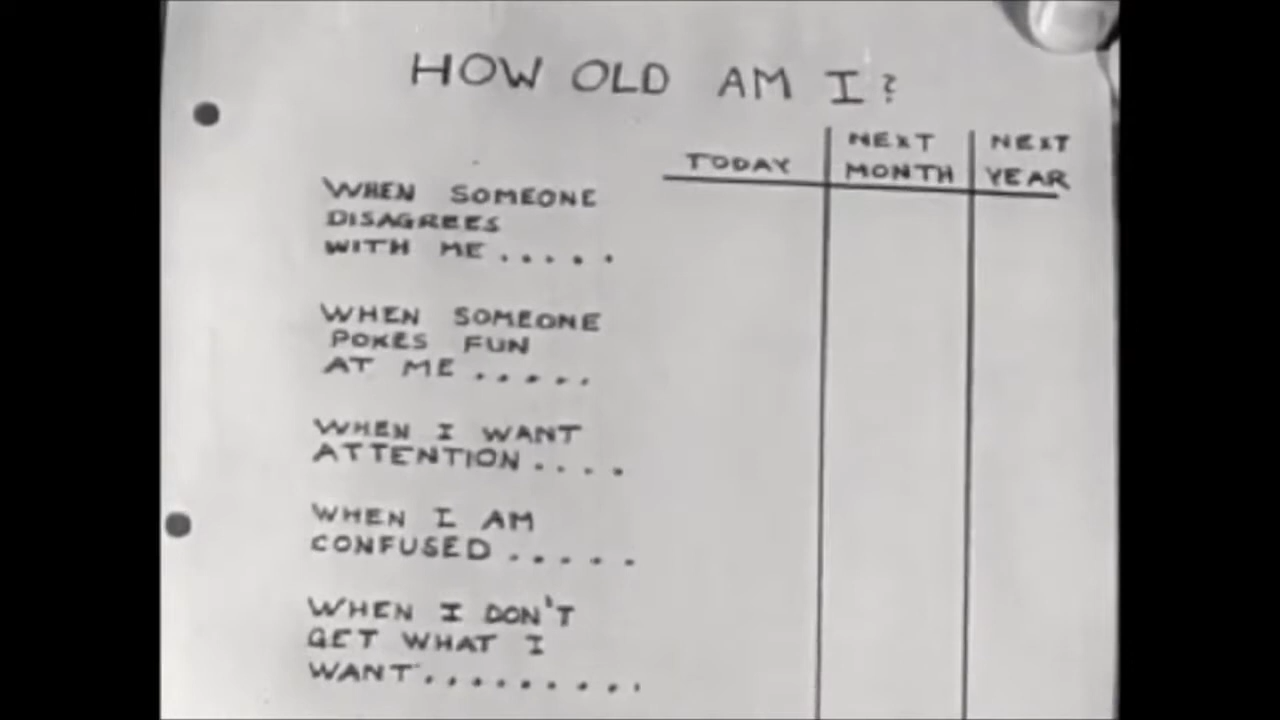 HOW OLD AM I?
TODAY
NEXT
MONTH
NEXT
YEAR
WHEN SOMEONE
DISAGREES
WITH ME .....
WHEN SOMEONE
POKES FUN
AT ME .....
WHEN I WANT
ATTENTION ....
WHEN I AM
CONFUSED .....
WHEN I DON'T
GET WHAT I
WANT .........